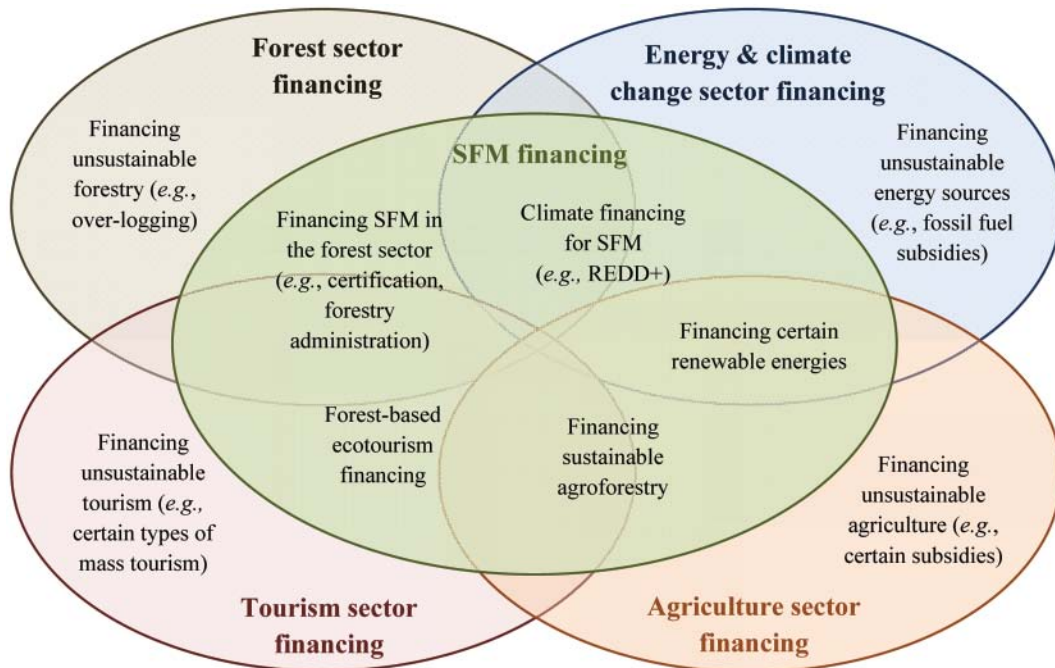 Forest sector
financing
Energy & climate
change sector financing
Financing
unsustainable
forestry (e.g.,
over-logging)
SFM financing
Financing
unsustainable
energy sources
(e.g., fossil fuel
subsidies)
Financing SFM in
the forest sector
(e.g., certification,
forestry
administration)
Climate financing
for SFM
(e.g., REDD+)
Financing certain
renewable energies
Forest-based
ecotourism
financing
Financing
sustainable
agroforestry
Financing
unsustainable
tourism (e.g.,
certain types of
mass tourism)
Financing
unsustainable
agriculture (e.g.,
certain subsidies)
Tourism sector
financing
Agriculture sector
financing